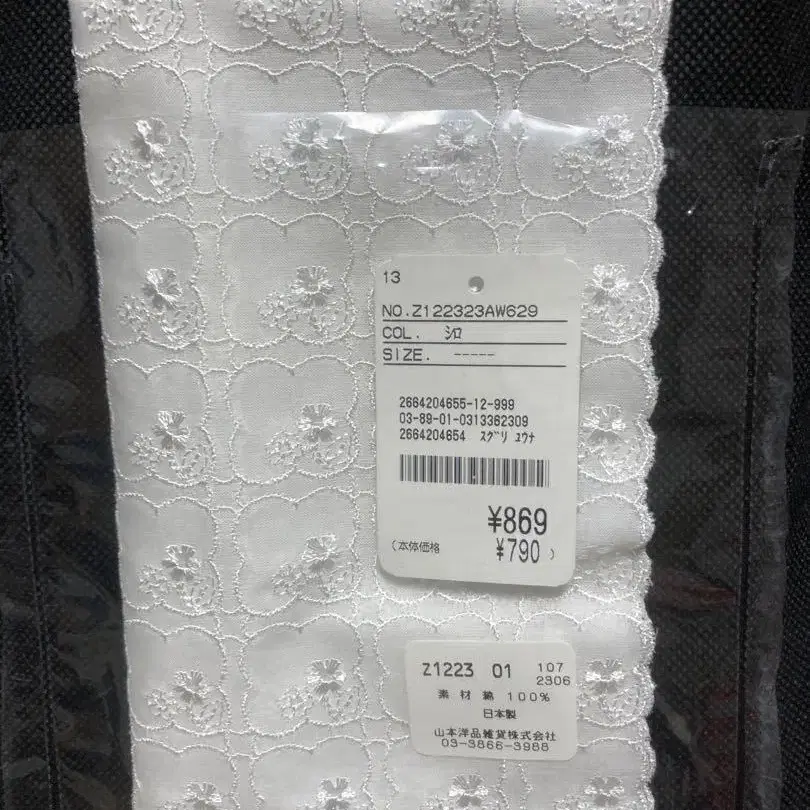 13
NO.Z122323AW629
COL. ｼﾛ
SIZE. -----
2664204655-12-999
03-89-01-0313362309
2664204654 ｽｸﾞﾘ ﾕｳﾅ
¥869
(本体価格 ¥790 )
Z1223 01 107
2306
素材 綿 100%
日本製
山本洋品雑貨株式会社
03-3866-3988